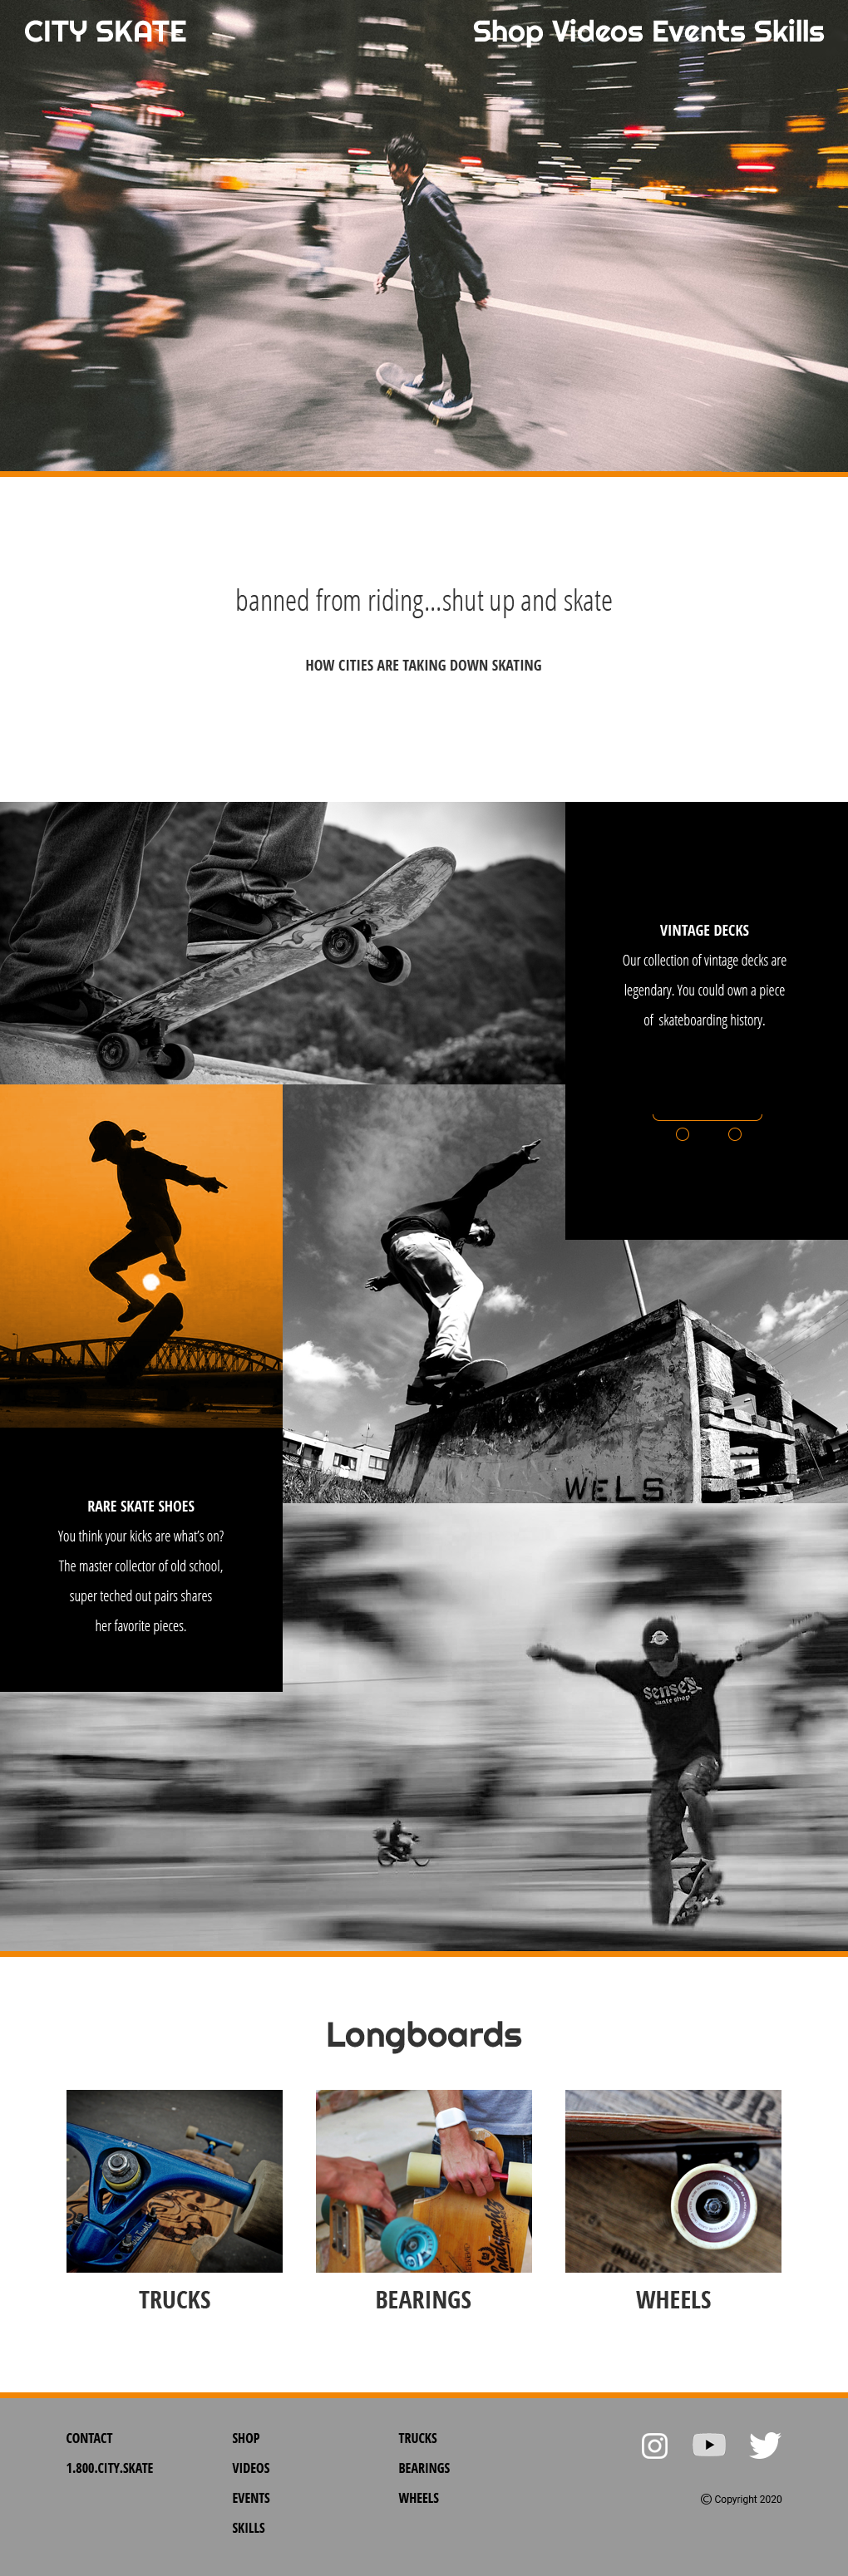 CITY SKATE
Shop Videos Events Skills
banned from riding...shut up and skate
HOW CITIES ARE TAKING DOWN SKATING
VINTAGE DECKS
Our collection of vintage decks are
legendary. You could own a piece
of skateboarding history.
WELS
RARE SKATE SHOES
You think your kicks are what's on?
The master collector of old school,
super teched out pairs shares
her favorite pieces.
sense
skate shop
Longboards
TRUCKS
BEARINGS
WHEELS
CONTACT
1.800.CITY.SKATE
SHOP
VIDEOS
EVENTS
SKILLS
TRUCKS
BEARINGS
WHEELS
© Copyright 2020